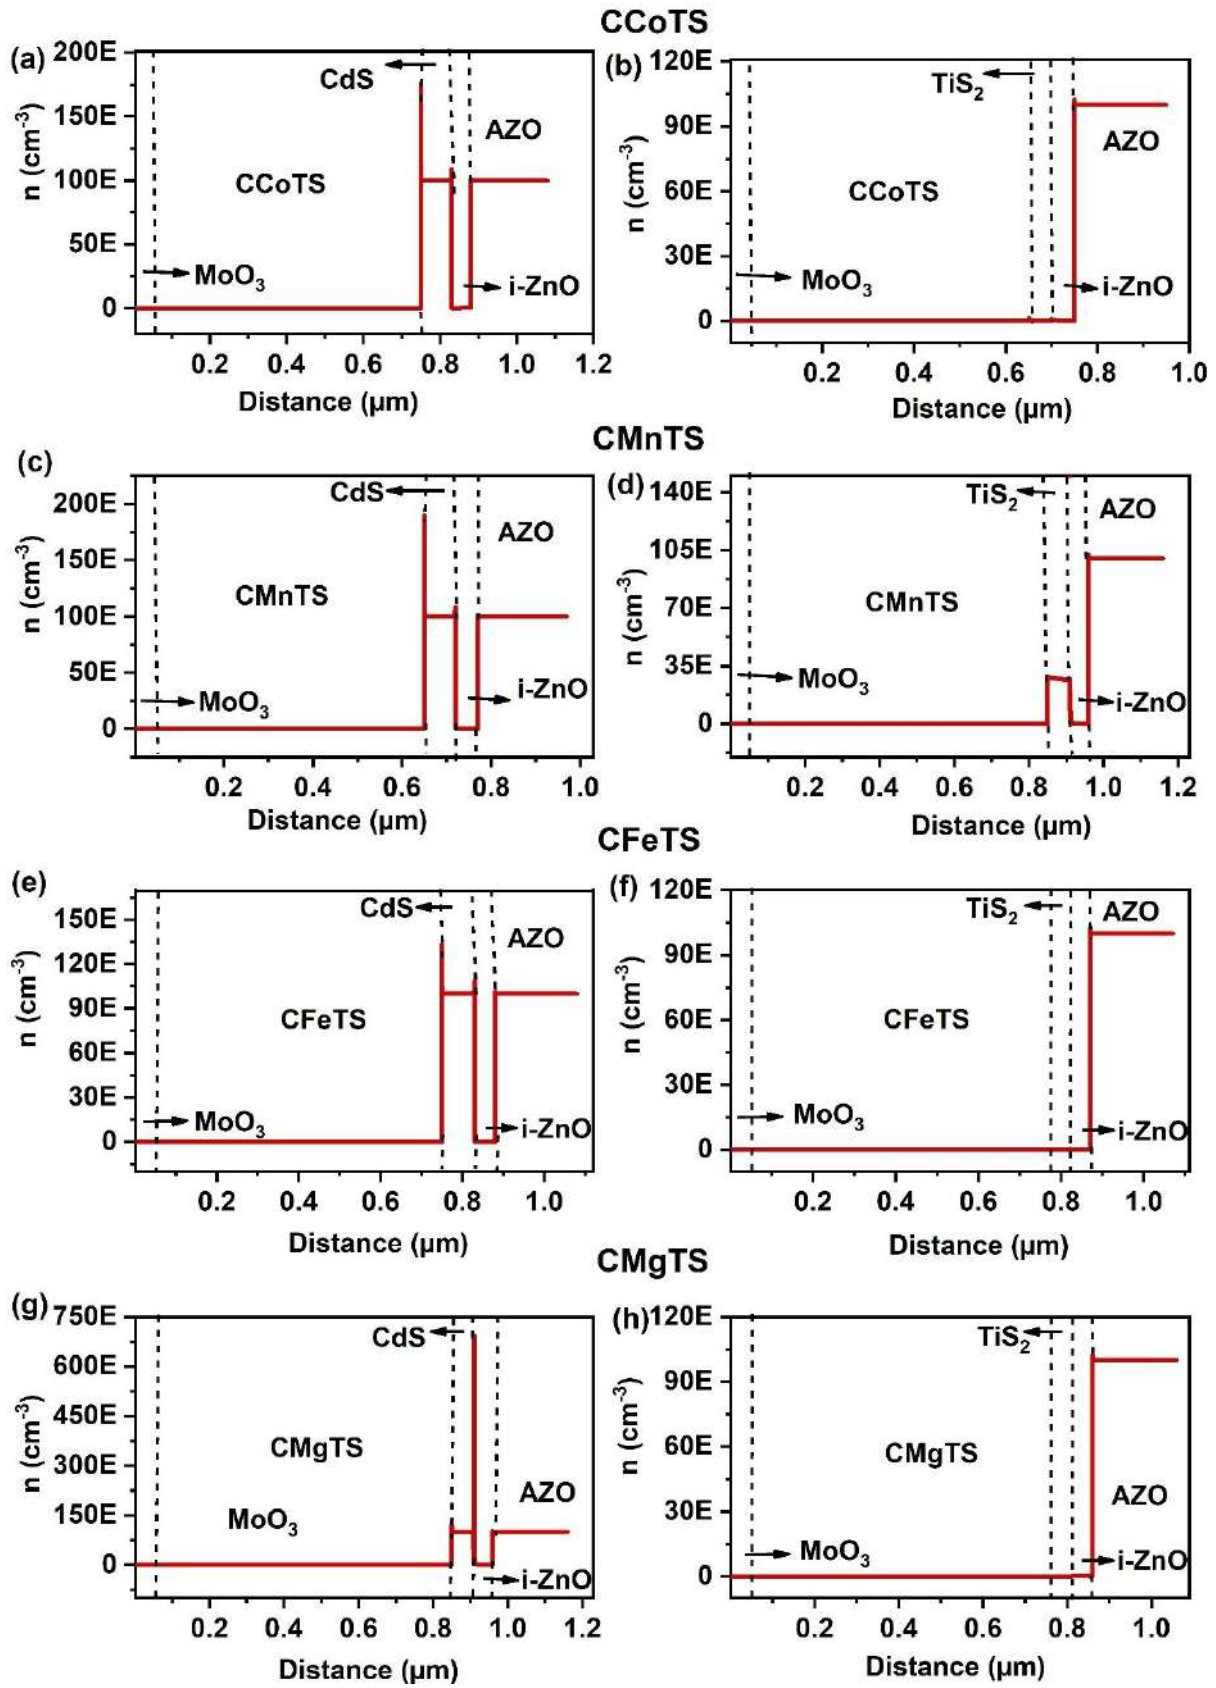 CCoTS
(a)
200E
150E
100E
50E
0
n (cm⁻³)
CdS
AZO
CCoTS
MoO₃
i-ZnO
0.2 0.4 0.6 0.8 1.0 1.2
Distance (µm)
(b)
120E
90E
60E
30E
0
n (cm⁻³)
TiS₂
AZO
CCoTS
MoO₃
i-ZnO
0.2 0.4 0.6 0.8 1.0
Distance (µm)
CMnTS
(c)
200E
150E
100E
50E
0
n (cm⁻³)
CdS
AZO
CMnTS
MoO₃
i-ZnO
0.2 0.4 0.6 0.8 1.0
Distance (µm)
(d)
140E
105E
70E
35E
0
n (cm⁻³)
TiS₂
AZO
CMnTS
MoO₃
i-ZnO
0.2 0.4 0.6 0.8 1.0 1.2
Distance (µm)
CFeTS
(e)
150E
120E
90E
60E
30E
0
n (cm⁻³)
CdS
AZO
CFeTS
MoO₃
i-ZnO
0.2 0.4 0.6 0.8 1.0
Distance (µm)
(f)
120E
90E
60E
30E
0
n (cm⁻³)
TiS₂
AZO
CFeTS
MoO₃
i-ZnO
0.2 0.4 0.6 0.8 1.0
Distance (µm)
CMgTS
(g)
750E
600E
450E
300E
150E
0
n (cm⁻³)
CdS
CMgTS
AZO
MoO₃
i-ZnO
0.2 0.4 0.6 0.8 1.0 1.2
Distance (µm)
(h)
120E
90E
60E
30E
0
n (cm⁻³)
TiS₂
CMgTS
AZO
MoO₃
i-ZnO
0.2 0.4 0.6 0.8 1.0
Distance (µm)